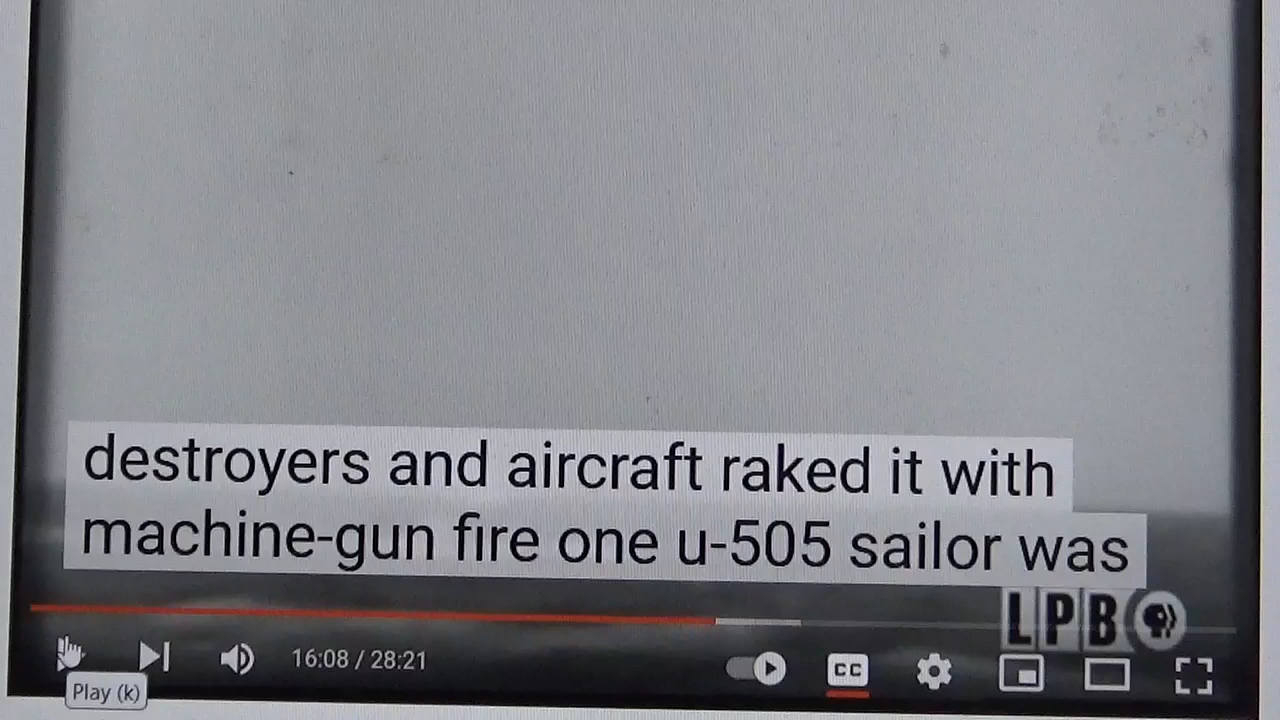 destroyers and aircraft raked it with
machine-gun fire one u-505 sailor was
LPB
16:08 / 28:21
CC
Play (k)